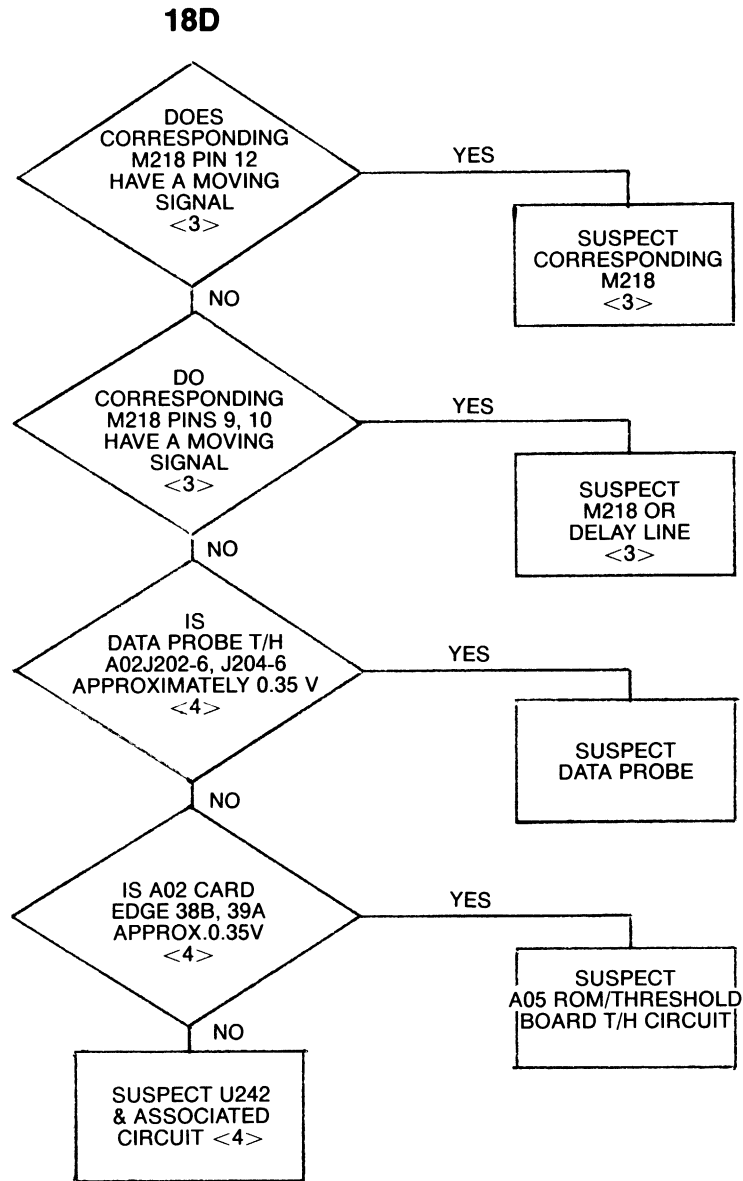 18D
DOES
CORRESPONDING
M218 PIN 12
HAVE A MOVING
SIGNAL
<3>
YES
SUSPECT
CORRESPONDING
M218
<3>
NO
DO
CORRESPONDING
M218 PINS 9, 10
HAVE A MOVING
SIGNAL
<3>
YES
SUSPECT
M218 OR
DELAY LINE
<3>
NO
IS
DATA PROBE T/H
A02J202-6, J204-6
APPROXIMATELY 0.35 V
<4>
YES
SUSPECT
DATA PROBE
NO
IS A02 CARD
EDGE 38B, 39A
APPROX.0.35V
<4>
YES
SUSPECT
A05 ROM/THRESHOLD
BOARD T/H CIRCUIT
NO
SUSPECT U242
& ASSOCIATED
CIRCUIT <4>